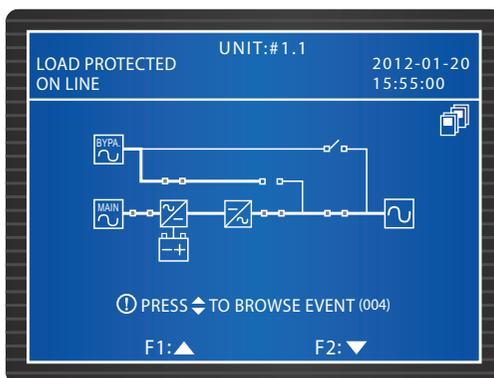 UNIT:#1.1
LOAD PROTECTED
ON LINE
2012-01-20
15:55:00
BYPA.
MAIN
PRESS TO BROWSE EVENT (004)
F1:
F2: